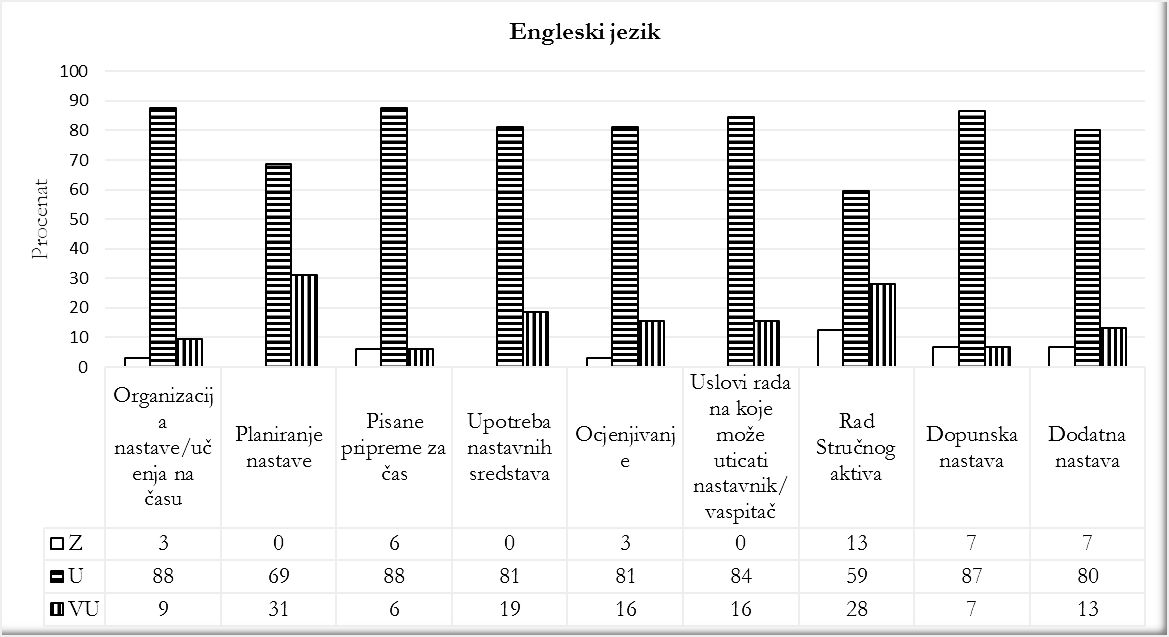 Engleski jezik
Procenat
100
90
80
70
60
50
40
30
20
10
0
Organizacij
a
nastave/uč
enja na
času
Planiranje
nastave
Pisane
pripreme za
čas
Upotreba
nastavnih
sredstava
Ocjenjivanj
e
Uslovi rada
na koje
može
uticati
nastavnik/
vaspitač
Rad
Stručnog
aktiva
Dopunska
nastava
Dodatna
nastava
Z 3 0 6 0 3 0 13 7 7
U 88 69 88 81 81 84 59 87 80
VU 9 31 6 19 16 16 28 7 13